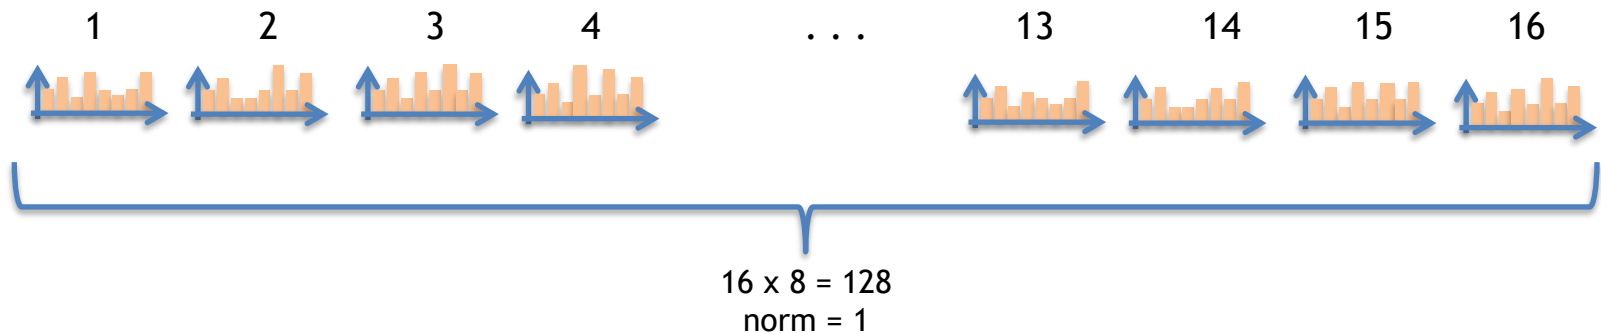 1 2 3 4 . . . 13 14 15 16
16 x 8 = 128
norm = 1